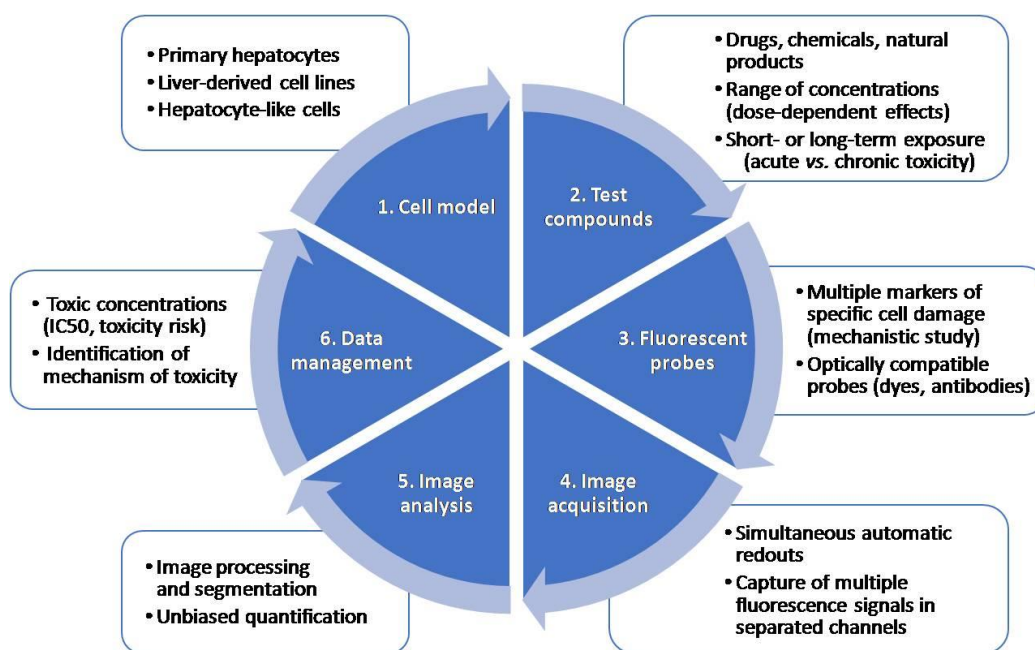 • Primary hepatocytes
• Liver-derived cell lines
• Hepatocyte-like cells
1. Cell model
• Drugs, chemicals, natural
products
• Range of concentrations
(dose-dependent effects)
• Short- or long-term exposure
(acute vs. chronic toxicity)
2. Test
compounds
• Multiple markers of
specific cell damage
(mechanistic study)
• Optically compatible
probes (dyes, antibodies)
3. Fluorescent
probes
• Simultaneous automatic
redouts
• Capture of multiple
fluorescence signals in
separated channels
4. Image
acquisition
• Image processing
and segmentation
• Unbiased quantification
5. Image
analysis
• Toxic concentrations
(IC50, toxicity risk)
• Identification of
mechanism of toxicity
6. Data
management